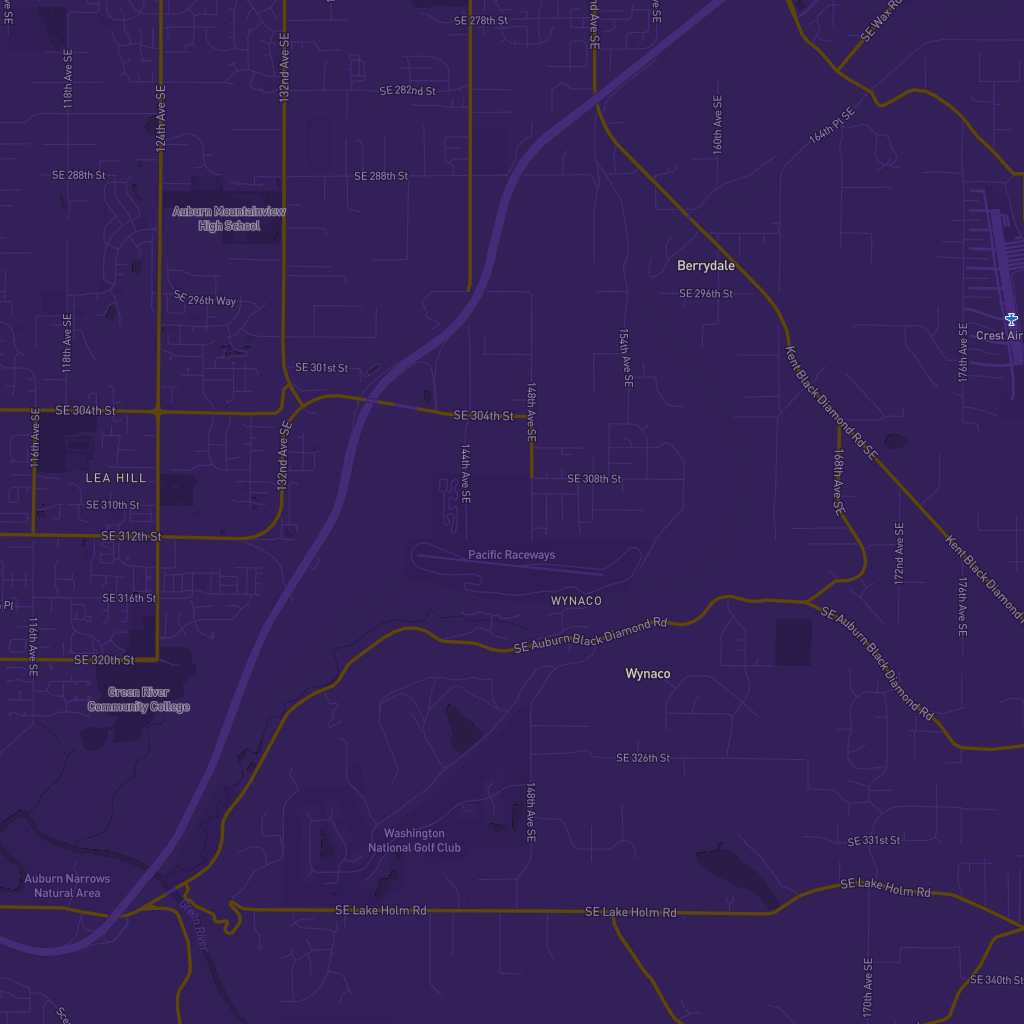 SE 278th St
SE Wax Rd
132nd Ave SE
118th Ave SE
124th Ave SE
SE 282nd St
160th Ave SE
164th Pl SE
SE 288th St
SE 288th St
Auburn Mountainview
High School
Berrydale
SE 296th Way
SE 296th St
Crest Air
118th Ave SE
154th Ave SE
176th Ave SE
SE 301st St
Kent Black Diamond Rd SE
148th Ave SE
SE 304th St
SE 304th St
116th Ave SE
132nd Ave SE
144th Ave SE
168th Ave SE
LEA HILL
SE 308th St
SE 310th St
SE 312th St
172nd Ave SE
Kent Black Diamond
Pacific Raceways
176th Ave SE
SE 316th St
WYNACO
Pl
116th Ave SE
SE Auburn Black Diamond Rd
SE Auburn Black Diamond Rd
SE 320th St
Wynaco
Green River
Community College
SE 326th St
148th Ave SE
Washington
National Golf Club
SE 331st St
Auburn Narrows
Natural Area
SE Lake Holm Rd
SE Lake Holm Rd
SE Lake Holm Rd
Green River
170th Ave SE
SE 340th St